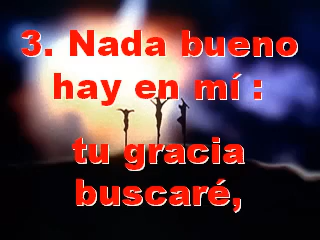 3. Nada bueno
hay en mí :
tu gracia
buscaré,